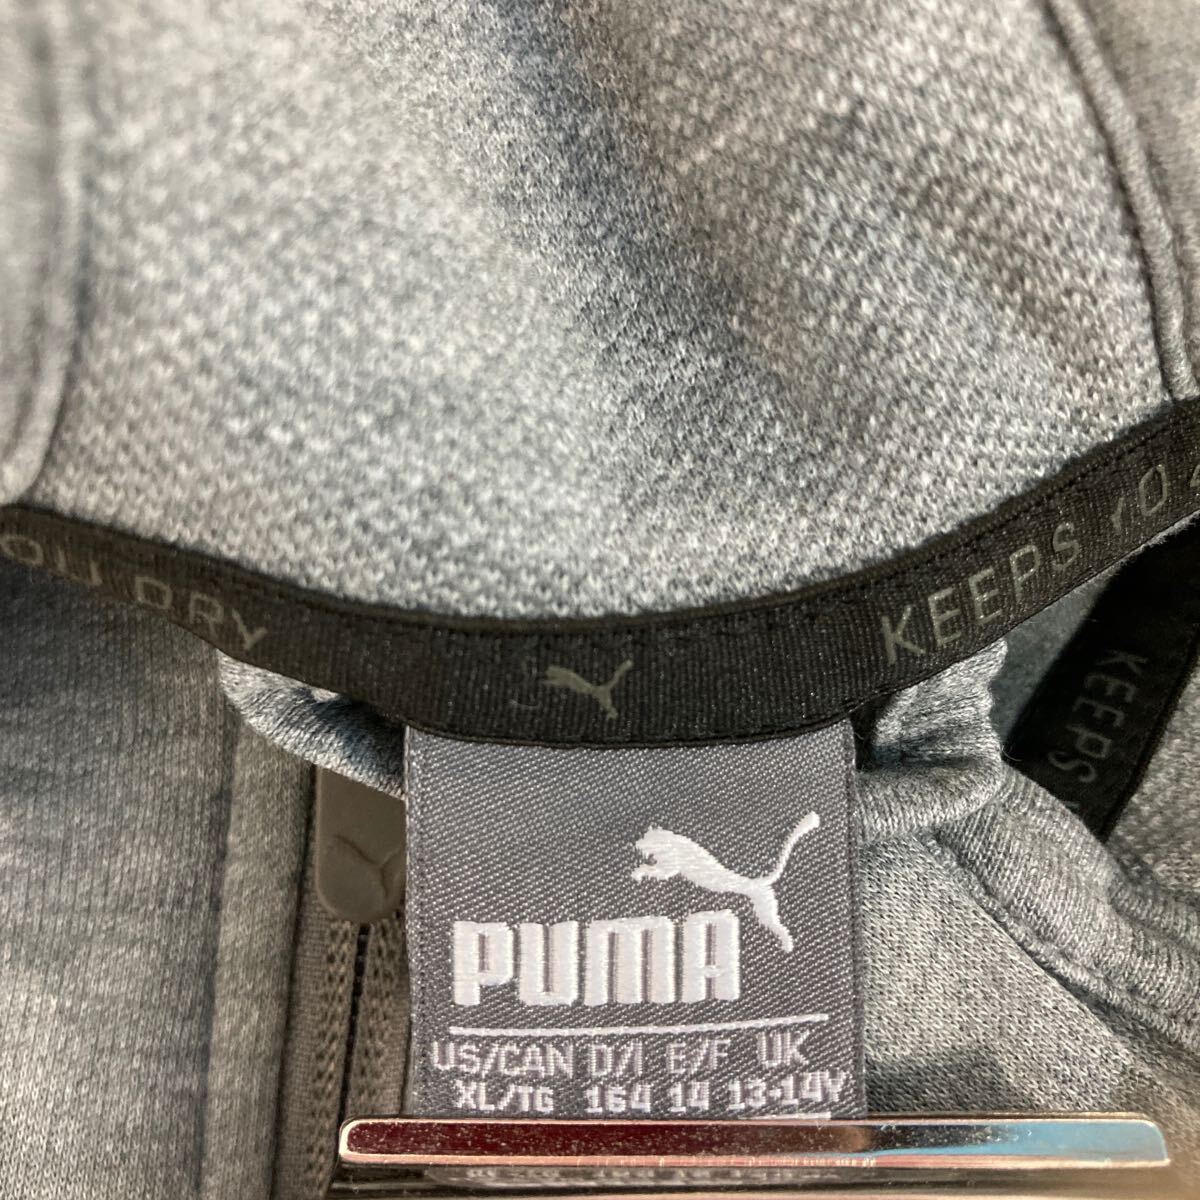 OU DRY
KEEPS YO
KEEPS
PUMA
US/CAN D/I E/F UK
XL/TG 164 14 13-14Y